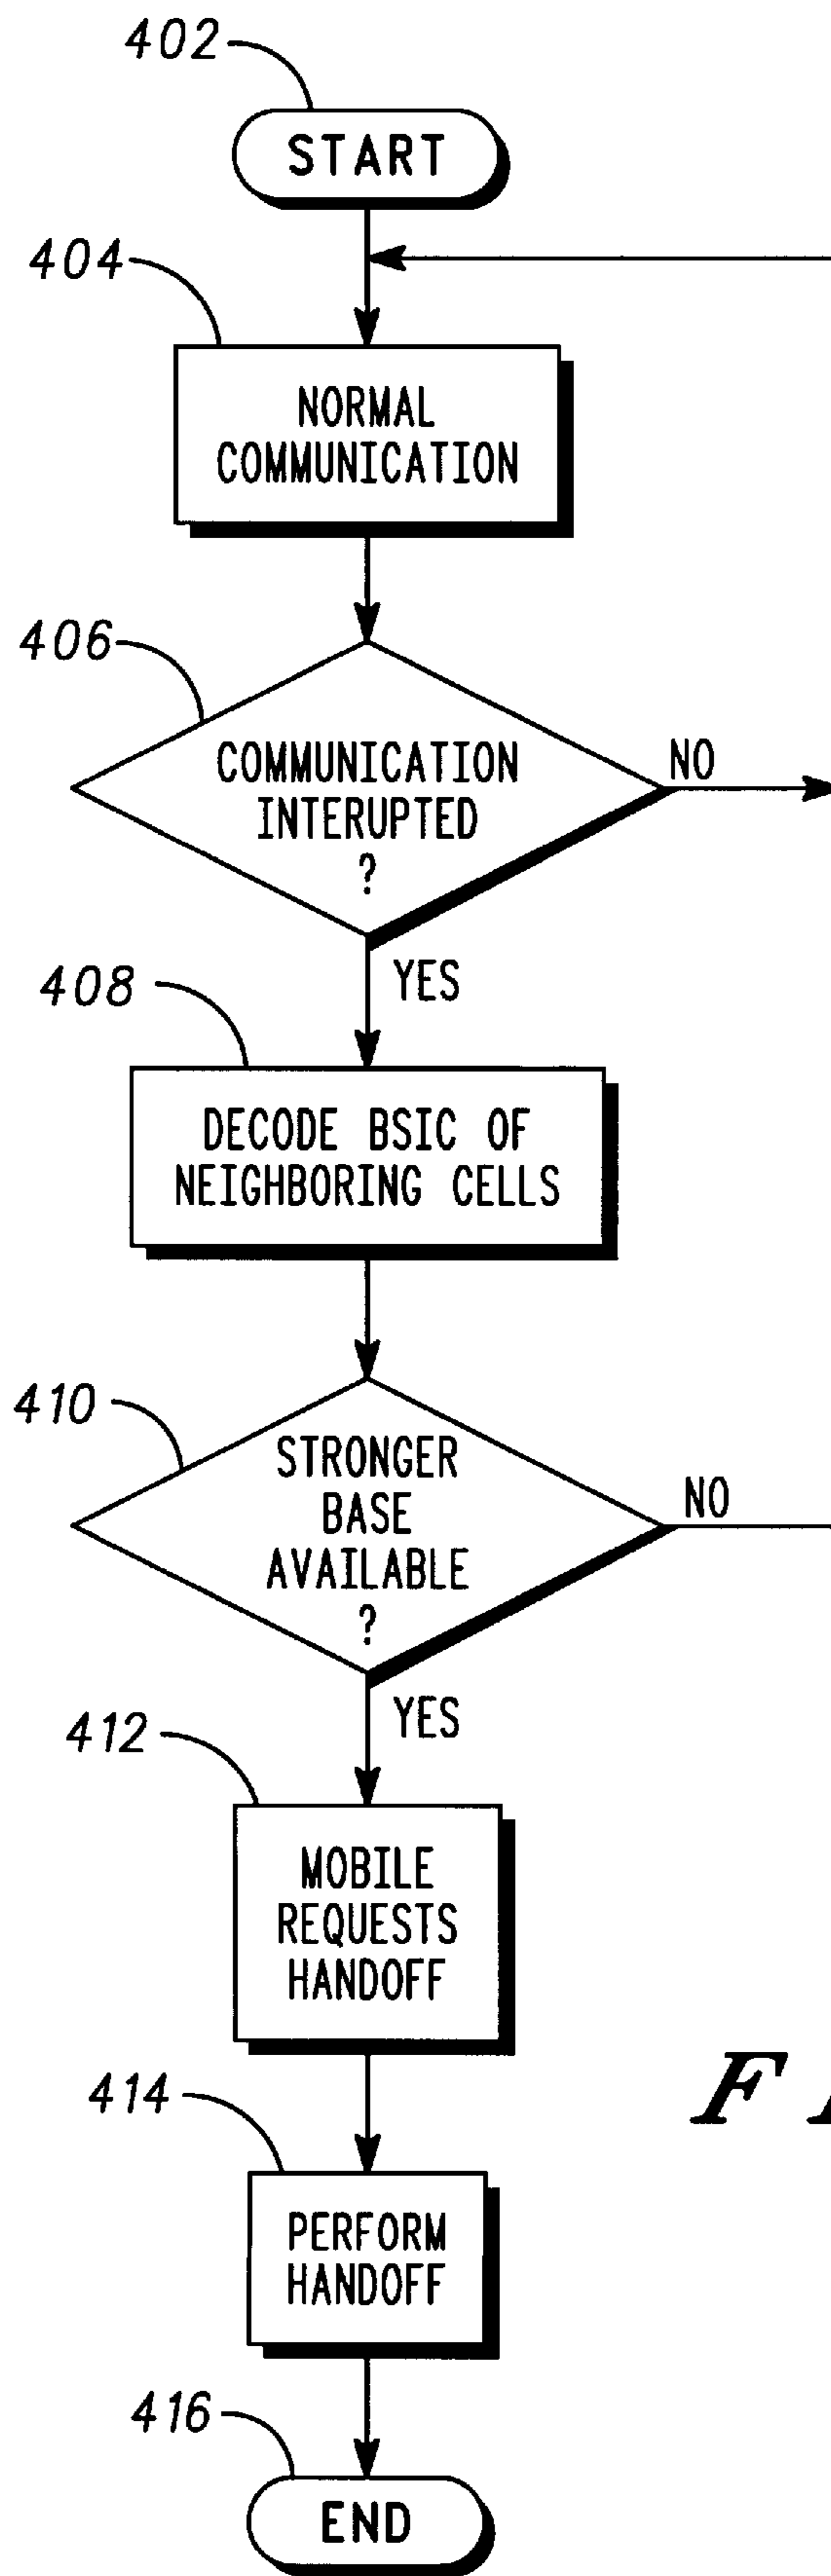 402
START
404
NORMAL
COMMUNICATION
406
COMMUNICATION
INTERUPTED
?
NO
YES
408
DECODE BSIC OF
NEIGHBORING CELLS
410
STRONGER
BASE
AVAILABLE
?
NO
YES
412
MOBILE
REQUESTS
HANDOFF
F
414
PERFORM
HANDOFF
416
END